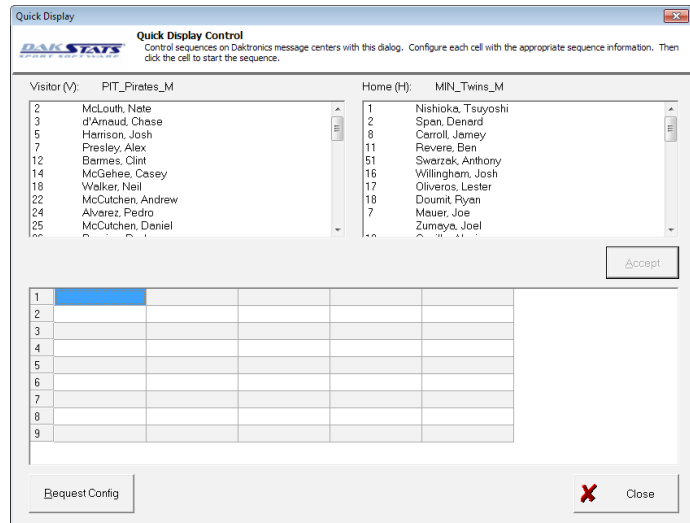 Quick Display
DAKSTATS
SPORT SOFTWARE
Quick Display Control
Control sequences on Daktronics message centers with this dialog. Configure each cell with the appropriate sequence information. Then
click the cell to start the sequence.
Visitor (V): PIT_Pirates_M
2 McLouth, Nate
3 d'Arnaud, Chase
5 Harrison, Josh
7 Presley, Alex
12 Barmes, Clint
14 McGehee, Casey
18 Walker, Neil
22 McCutchen, Andrew
24 Alvarez, Pedro
25 McCutchen, Daniel
Home (H): MIN_Twins_M
1 Nishioka, Tsuyoshi
2 Span, Denard
8 Carroll, Jamey
11 Revere, Ben
51 Swarzak, Anthony
16 Willingham, Josh
17 Oliveros, Lester
18 Doumit, Ryan
7 Mauer, Joe
Zumaya, Joel
Accept
1
2
3
4
5
6
7
8
9
Request Config
Close